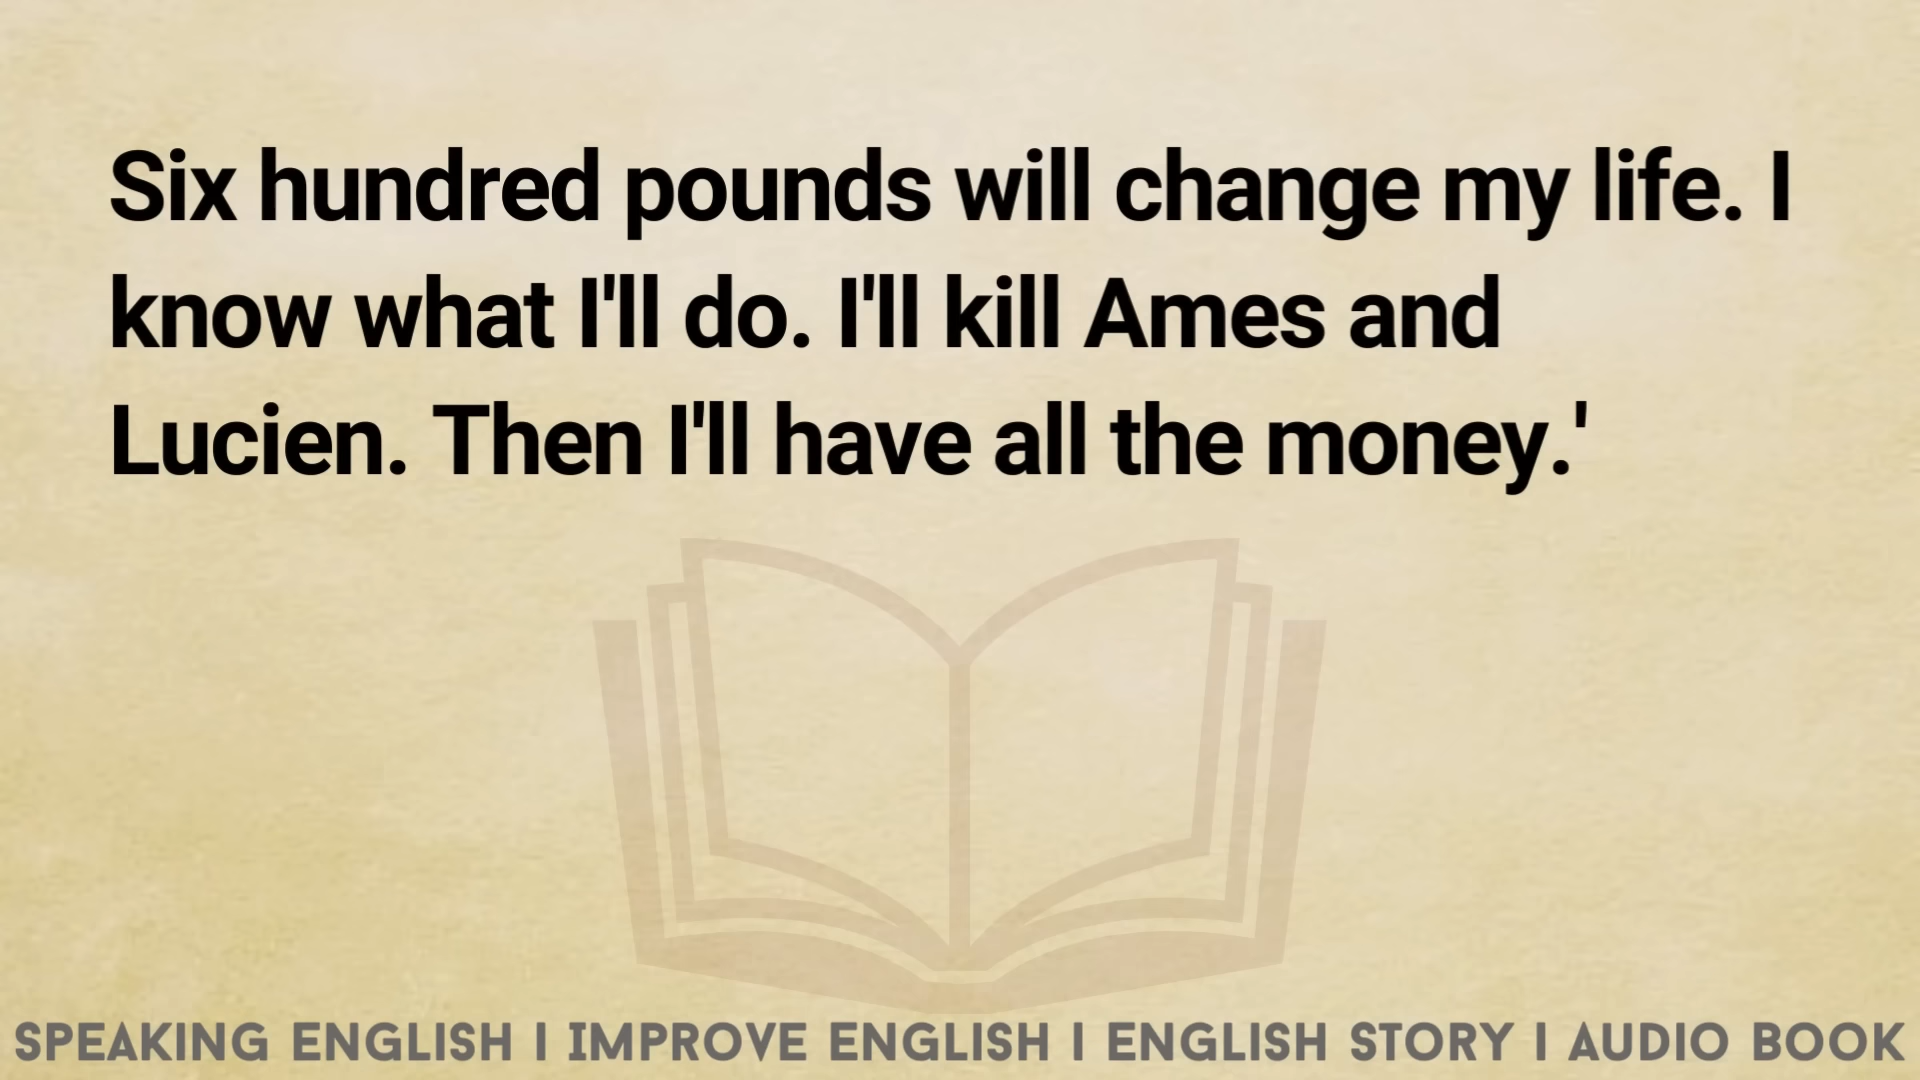 Six hundred pounds will change my life. I
know what I'll do. I'll kill Ames and
Lucien. Then I'll have all the money.'
SPEAKING ENGLISH I IMPROVE ENGLISH I ENGLISH STORY I AUDIO BOOK